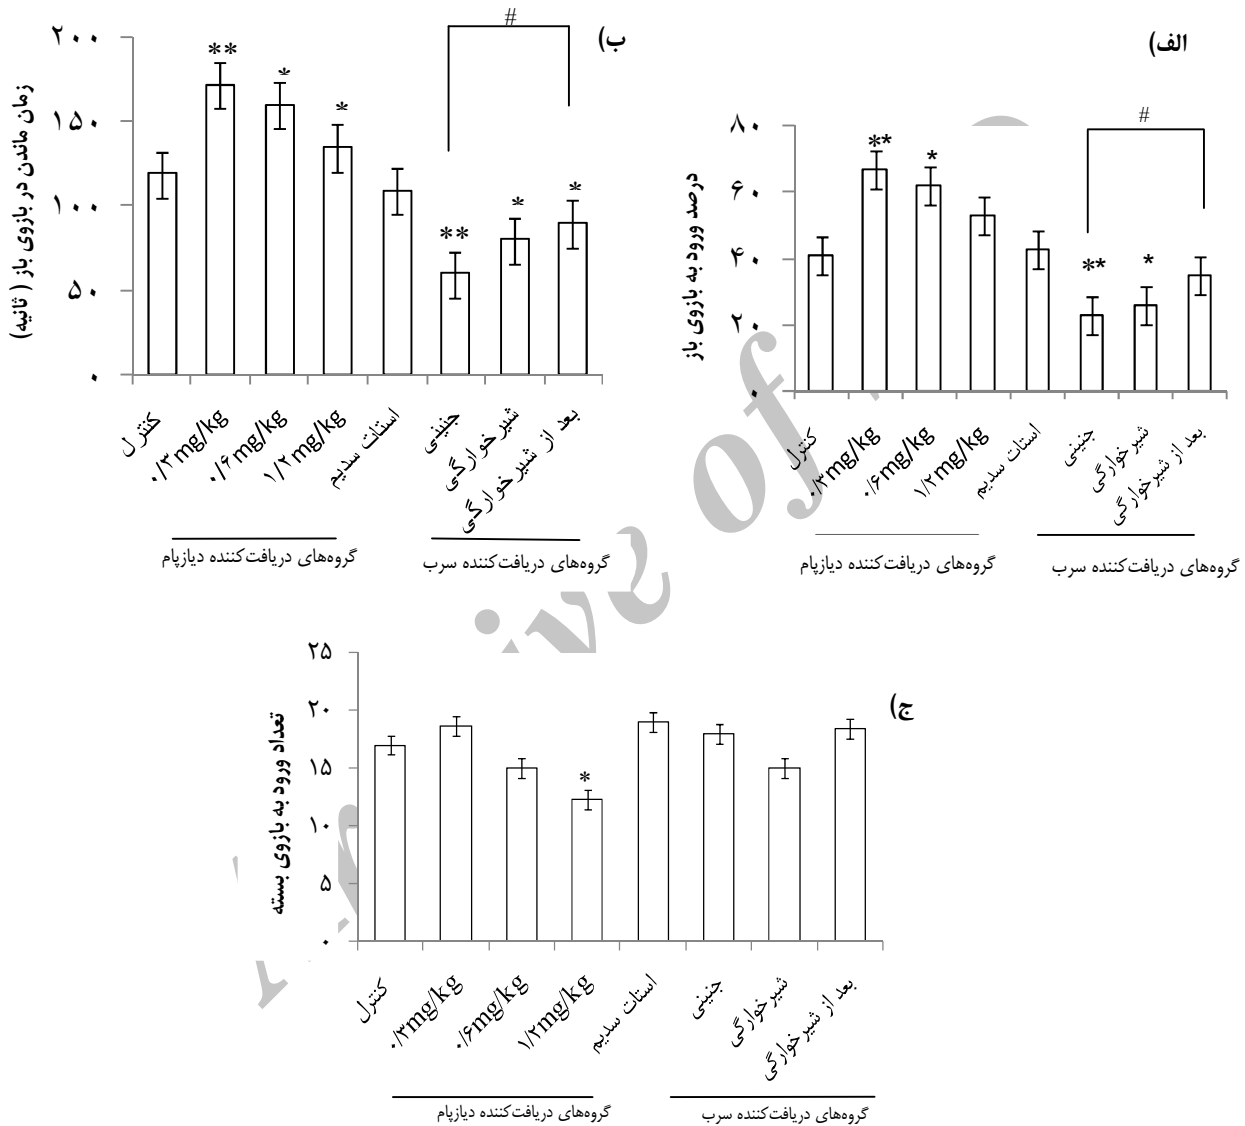 الف)
درصد ورود به بازوی باز
۸۰
۶۰
۴۰
۲۰
۰
**
*
**
*
#
کنترل
۰/۳mg/kg
۰/۶mg/kg
۱/۲mg/kg
استات سدیم
جنینی
شیرخوارگی
بعد از شیرخوارگی
گروه‌های دریافت‌کننده دیازپام
گروه‌های دریافت‌کننده سرب
ب)
زمان ماندن در بازوی باز ( ثانیه)
۲۰۰
۱۵۰
۱۰۰
۵۰
۰
**
*
*
**
*
*
#
کنترل
۰/۳mg/kg
۰/۶mg/kg
۱/۲mg/kg
استات سدیم
جنینی
شیرخوارگی
بعد از شیرخوارگی
گروه‌های دریافت‌کننده دیازپام
گروه‌های دریافت‌کننده سرب
ج)
تعداد ورود به بازوی بسته
۲۵
۲۰
۱۵
۱۰
۵
۰
*
کنترل
۰/۳mg/kg
۰/۶mg/kg
۱/۲mg/kg
استات سدیم
جنینی
شیرخوارگی
بعد از شیرخوارگی
گروه‌های دریافت‌کننده دیازپام
گروه‌های دریافت‌کننده سرب
of